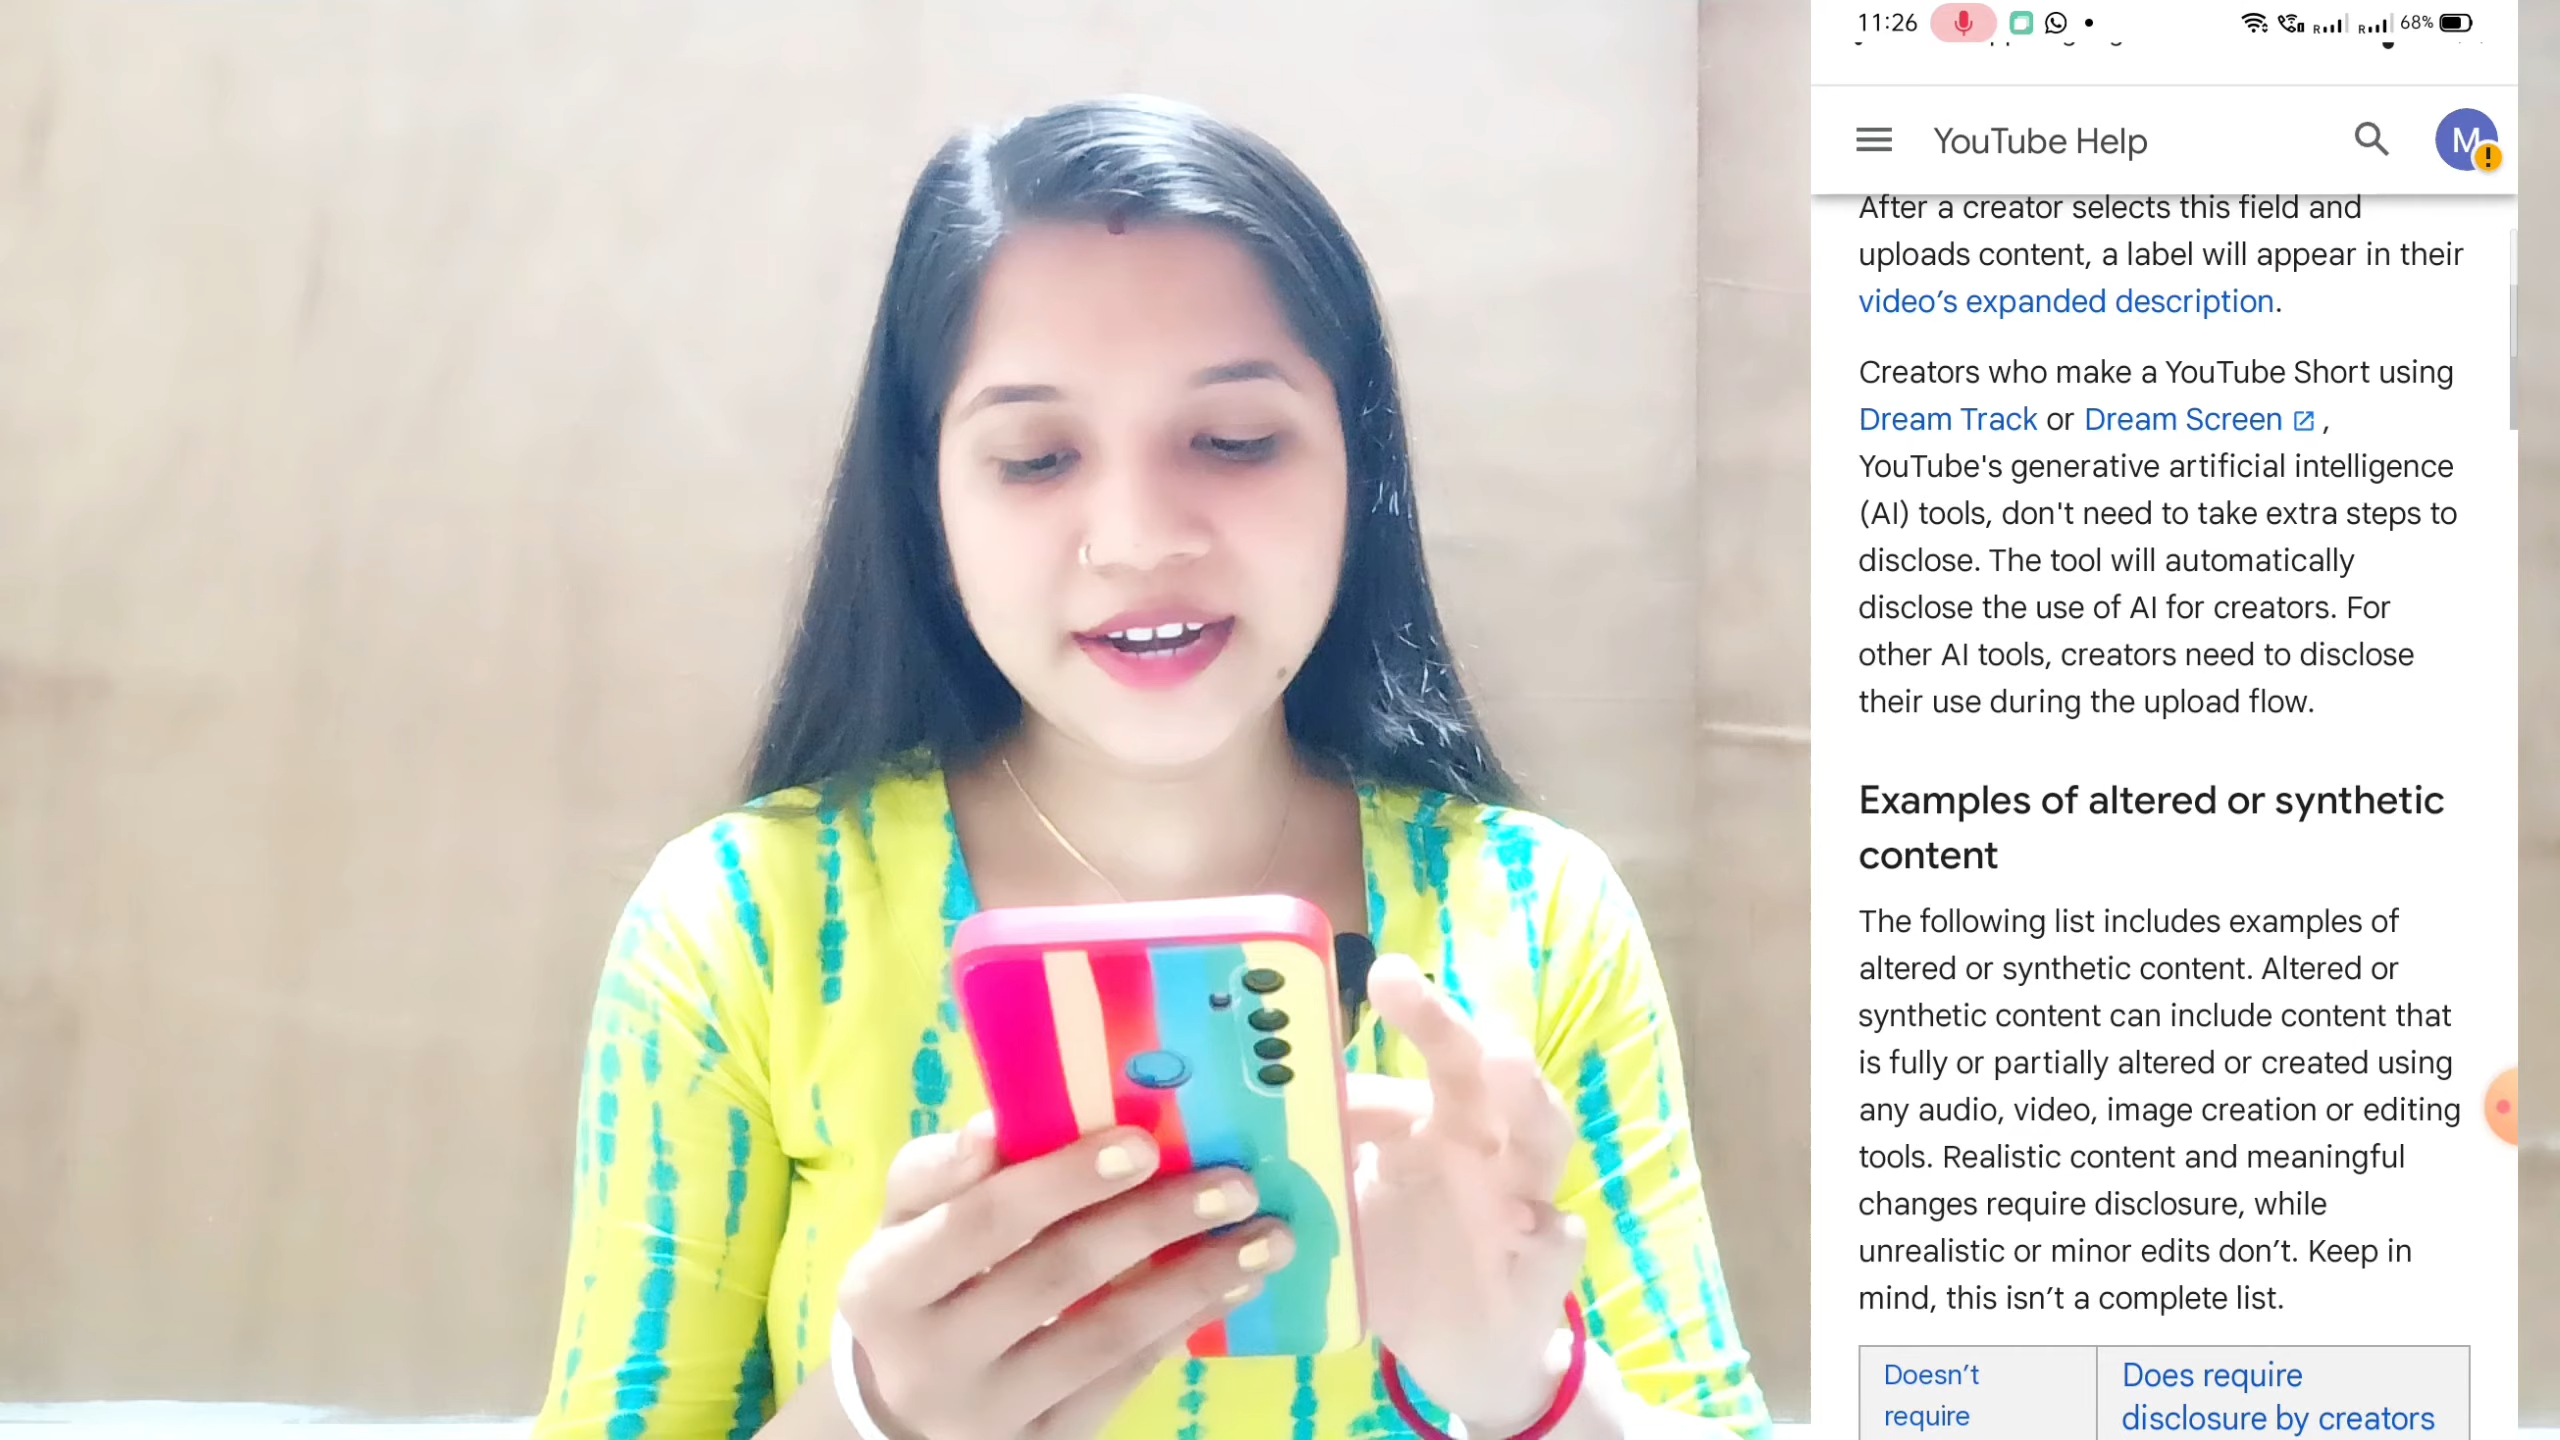 11:26
R
R
68%
YouTube Help
M
After a creator selects this field and
uploads content, a label will appear in their
video’s expanded description.
Creators who make a YouTube Short using
Dream Track or Dream Screen ,
YouTube's generative artificial intelligence
(AI) tools, don't need to take extra steps to
disclose. The tool will automatically
disclose the use of AI for creators. For
other AI tools, creators need to disclose
their use during the upload flow.
Examples of altered or synthetic
content
The following list includes examples of
altered or synthetic content. Altered or
synthetic content can include content that
is fully or partially altered or created using
any audio, video, image creation or editing
tools. Realistic content and meaningful
changes require disclosure, while
unrealistic or minor edits don’t. Keep in
mind, this isn’t a complete list.
Doesn’t
require
Does require
disclosure by creators